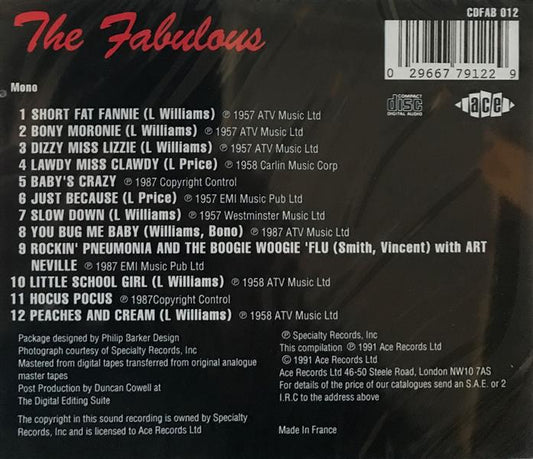 The Fabulous
CDFAB 012
0 29667 79122 9
COMPACT
disc
DIGITAL AUDIO
ace
Mono
1 SHORT FAT FANNIE (L Williams) ℗ 1957 ATV Music Ltd
2 BONY MORONIE (L Williams) ℗ 1957 ATV Music Ltd
3 DIZZY MISS LIZZIE (L Williams) ℗ 1957 ATV Music Ltd
4 LAWDY MISS CLAWDY (L Price) ℗ 1958 Carlin Music Corp
5 BABY'S CRAZY ℗ 1987 Copyright Control
6 JUST BECAUSE (L Price) ℗ 1957 EMI Music Pub Ltd
7 SLOW DOWN (L Williams) ℗ 1957 Westminster Music Ltd
8 YOU BUG ME BABY (Williams, Bono) ℗ 1987 ATV Music Ltd
9 ROCKIN' PNEUMONIA AND THE BOOGIE WOOGIE 'FLU (Smith, Vincent) with ART
NEVILLE ℗ 1987 EMI Music Pub Ltd
10 LITTLE SCHOOL GIRL (L Williams) ℗ 1958 ATV Music Ltd
11 HOCUS POCUS ℗ 1987Copyright Control
12 PEACHES AND CREAM (L Williams) ℗ 1958 ATV Music Ltd
Package designed by Philip Barker Design
Photograph courtesy of Specialty Records, Inc
Mastered from digital tapes transferred from original analogue
master tapes
Post Production by Duncan Cowell at
The Digital Editing Suite
The copyright in this sound recording is owned by Specialty
Records, Inc and is licensed to Ace Records Ltd
℗ Specialty Records, Inc
This compilation ℗ 1991 Ace Records Ltd
© 1991 Ace Records Ltd
Ace Records Ltd 46-50 Steele Road, London NW10 7AS
For details of the price of our catalogues send an S.A.E. or 2
I.R.C to the address above
Made in France